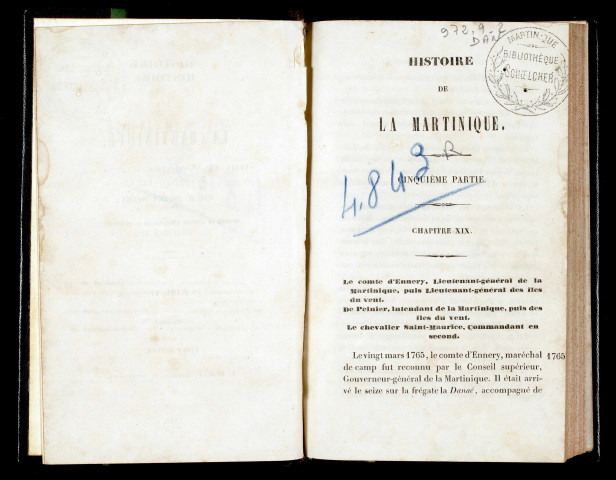 972.9.2
DAN
MARTINIQUE
BIBLIOTHÈQUE
SCHŒLCHER
HISTOIRE
DE
LA MARTINIQUE.
4.843 R
CINQUIÈME PARTIE.
CHAPITRE XIX.
Le comte d'Ennery, Lieutenant-général de la
Martinique, puis Lieutenant-général des îles
du vent.
De Peinier, Intendant de la Martinique, puis des
îles du vent.
Le chevalier Saint-Maurice, Commandant en
second.
Le vingt mars 1765, le comte d'Ennery, maréchal 1765
de camp fut reconnu par le Conseil supérieur,
Gouverneur-général de la Martinique. Il était arri-
vé le seize sur la frégate la Danaé, accompagné de